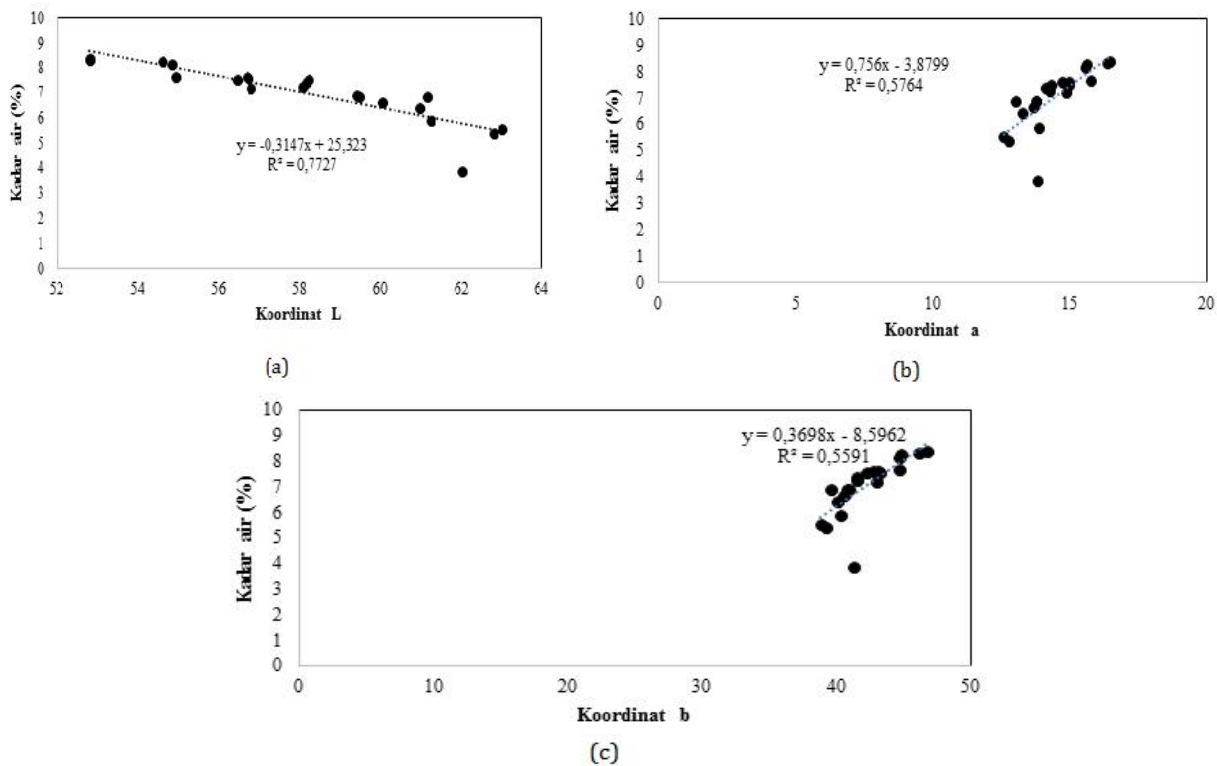 10
9
8
7
6
5
4
3
2
1
0
Kadar air (%)
y = -0,3147x + 25,323
R² = 0,7727
52 54 56 58 60 62 64
Koordinat L
(a)
10
9
8
7
6
5
4
3
2
1
0
Kadar air (%)
y = 0,756x - 3,8799
R² = 0,5764
0 5 10 15 20
Koordinat a
(b)
10
9
8
7
6
5
4
3
2
1
0
Kadar air (%)
y = 0,3698x - 8,5962
R² = 0,5591
0 10 20 30 40 50
Koordinat b
(c)